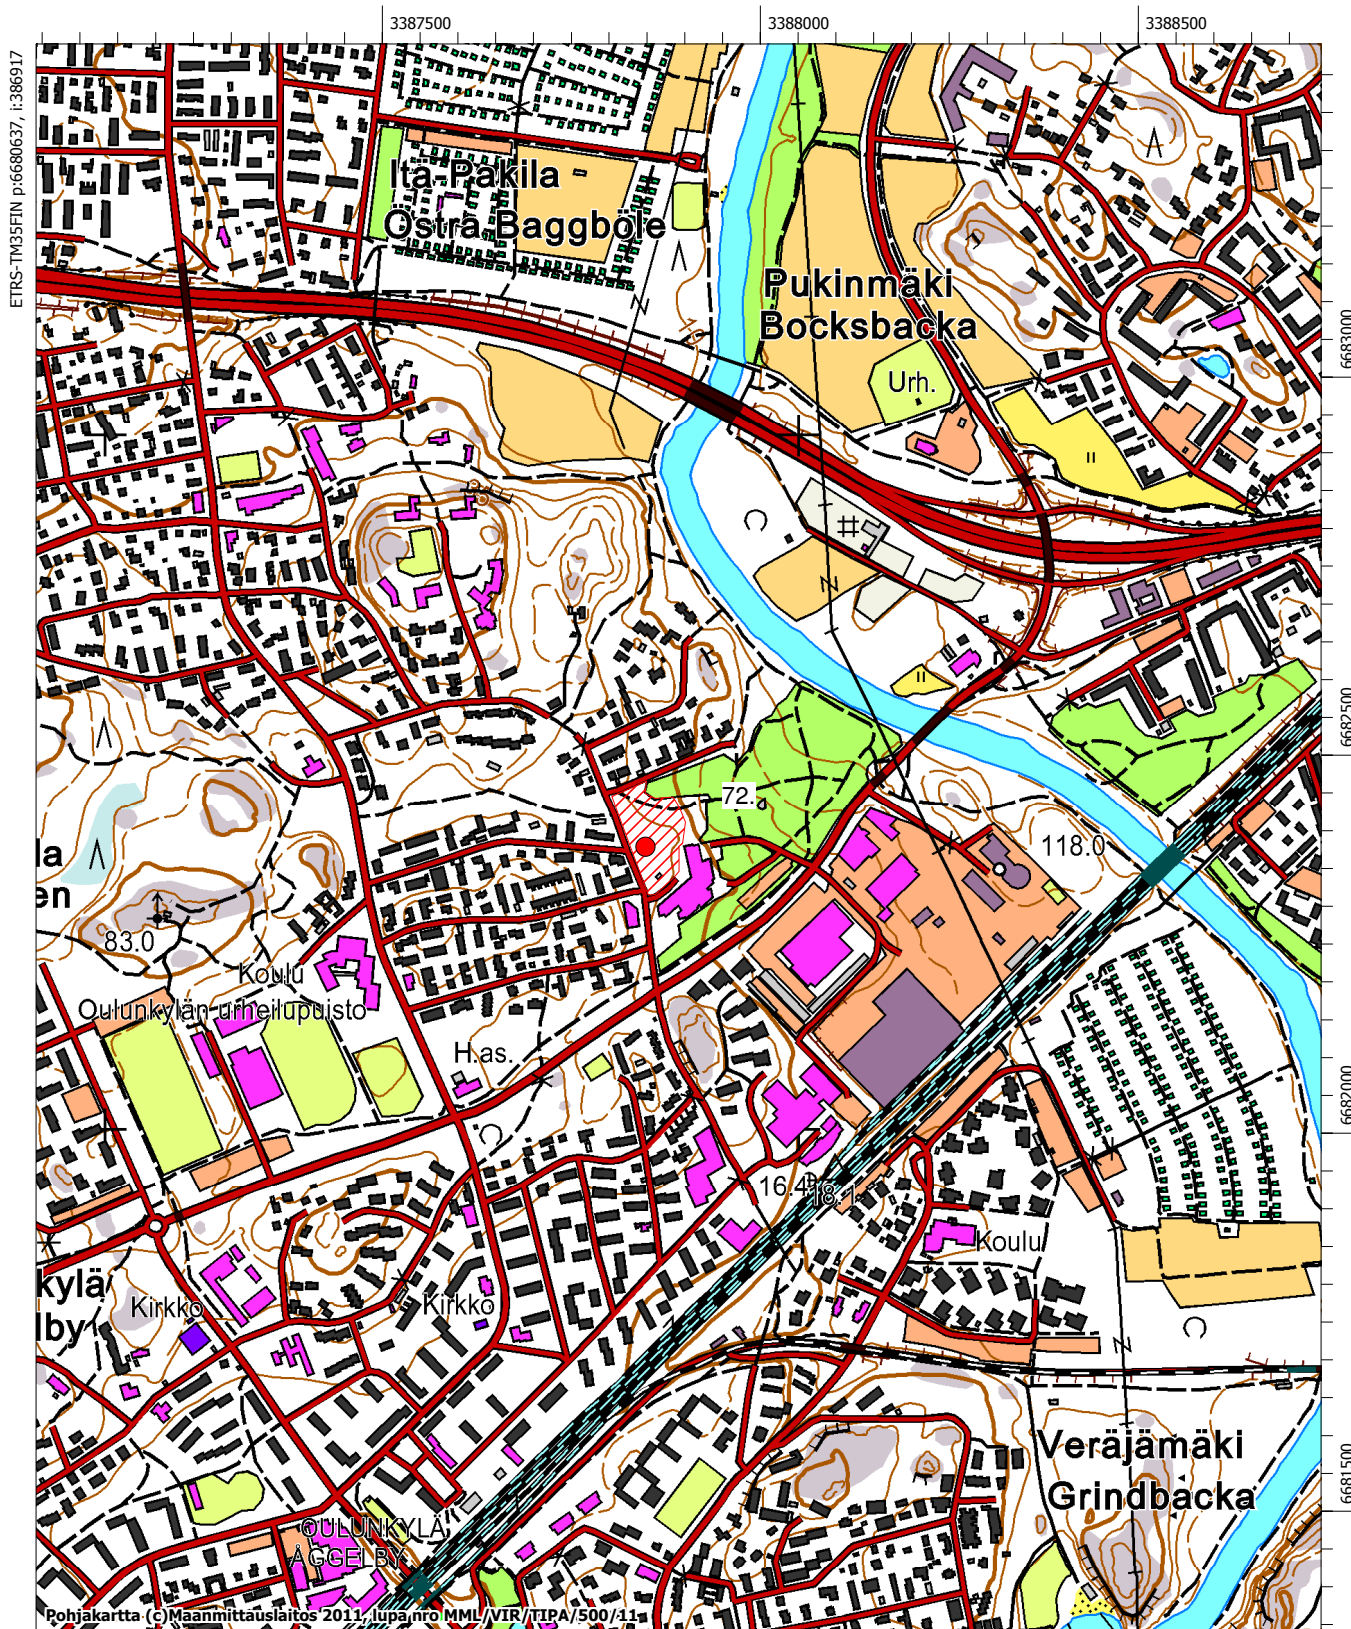 3387500
3388000
3388500
ETRS-TM35FIN p:6680637, i:386917
Itä-Pakila
Östra Baggböle
Pukinmäki
Bocksbacka
6683000
Urh.
6682500
72.
118.0
la
en
83.0
Koulu
Oulunkylän urheilupuisto
H.as.
6682000
16.4
18.1
Koulu
kylä
lby
Kirkko
Kirkko
Veräjämäki
Grindbacka
6681500
OULUNKYLÄ
ÅGGELBY
Pohjakartta (c)Maanmittauslaitos 2011, lupa nro MML/VIR/TIPA/500/11